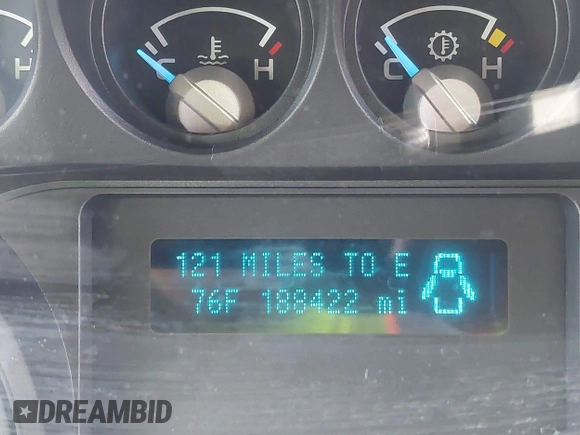 H
C H
C H
121 MILES TO E
76F 188422 mi
DREAMBID